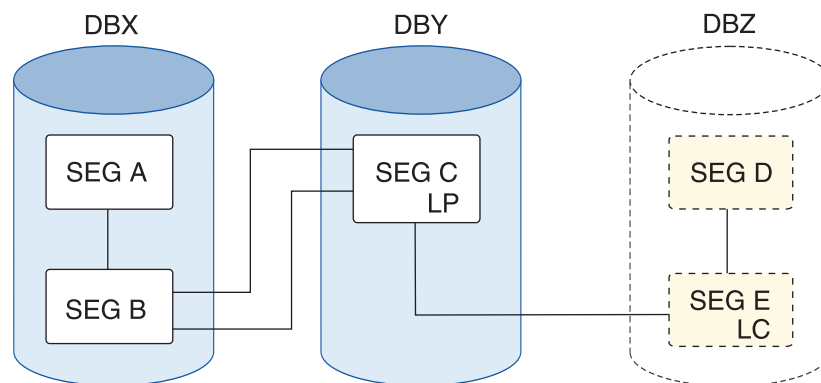 DBX
DBY
DBZ
SEG A
SEG C
LP
SEG D
SEG B
SEG E
LC